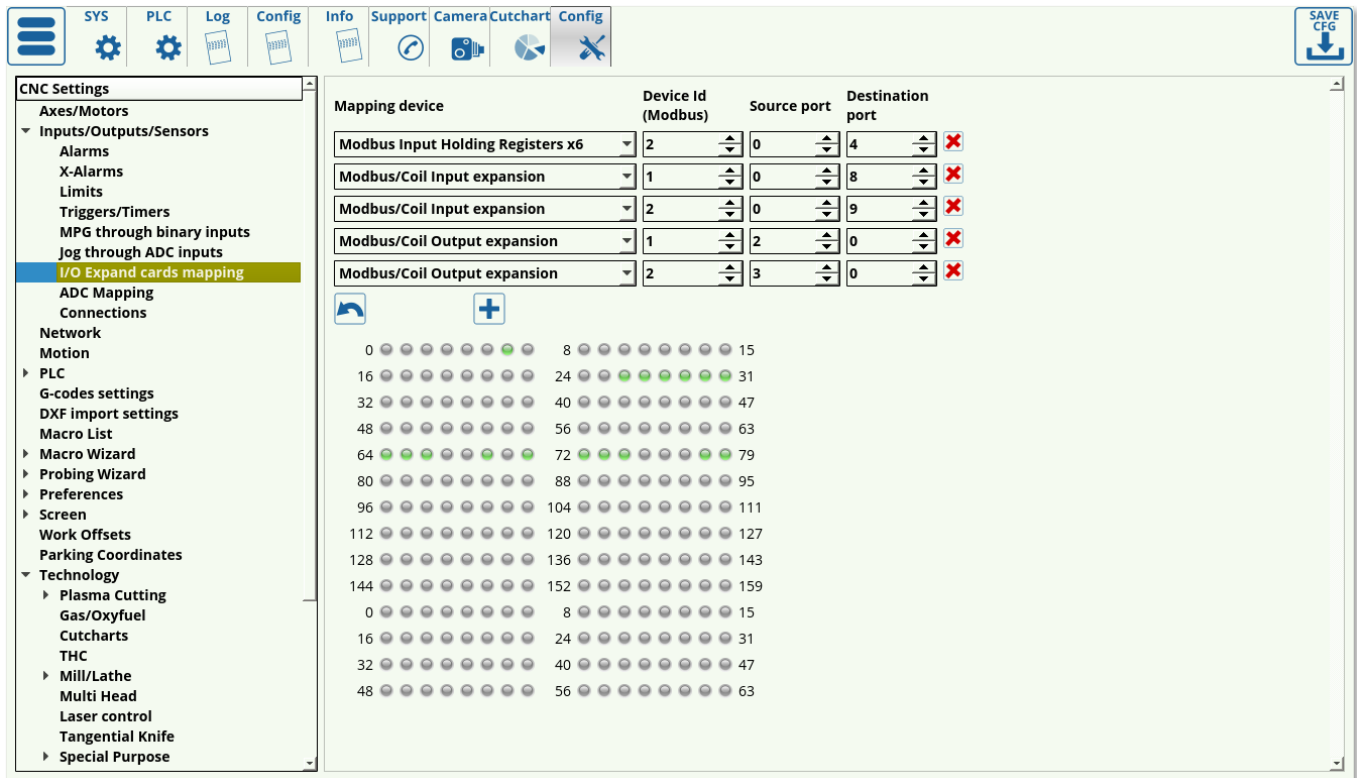 SYS PLC Log Config Info Support Camera Cutchart Config SAVE CFG
CNC Settings
Axes/Motors
Inputs/Outputs/Sensors
Alarms
X-Alarms
Limits
Triggers/Timers
MPG through binary inputs
Jog through ADC inputs
I/O Expand cards mapping
ADC Mapping
Connections
Network
Motion
PLC
G-codes settings
DXF import settings
Macro List
Macro Wizard
Probing Wizard
Preferences
Screen
Work Offsets
Parking Coordinates
Technology
Plasma Cutting
Gas/Oxyfuel
Cutcharts
THC
Mill/Lathe
Multi Head
Laser control
Tangential Knife
Special Purpose
Mapping device Device Id (Modbus) Source port Destination port
Modbus Input Holding Registers x6 2 0 4
Modbus/Coil Input expansion 1 0 8
Modbus/Coil Input expansion 2 0 9
Modbus/Coil Output expansion 1 2 0
Modbus/Coil Output expansion 2 3 0
0 8 15
16 24 31
32 40 47
48 56 63
64 72 79
80 88 95
96 104 111
112 120 127
128 136 143
144 152 159
0 8 15
16 24 31
32 40 47
48 56 63